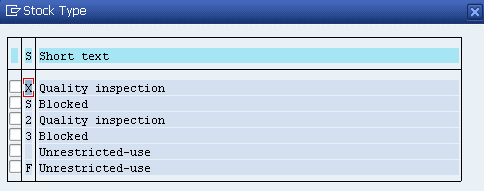 Stock Type
S Short text
X Quality inspection
S Blocked
2 Quality inspection
3 Blocked
Unrestricted-use
F Unrestricted-use